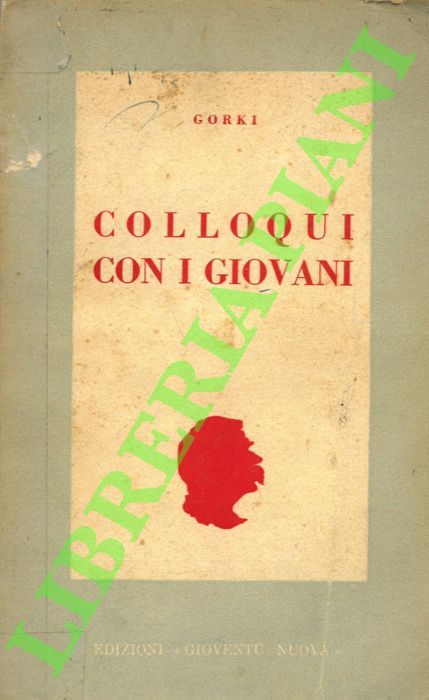 GORKI
COLLOQUI
CON I GIOVANI
EDIZIONI «GIOVENTÙ NUOVA»
LIBRERIA PIANI